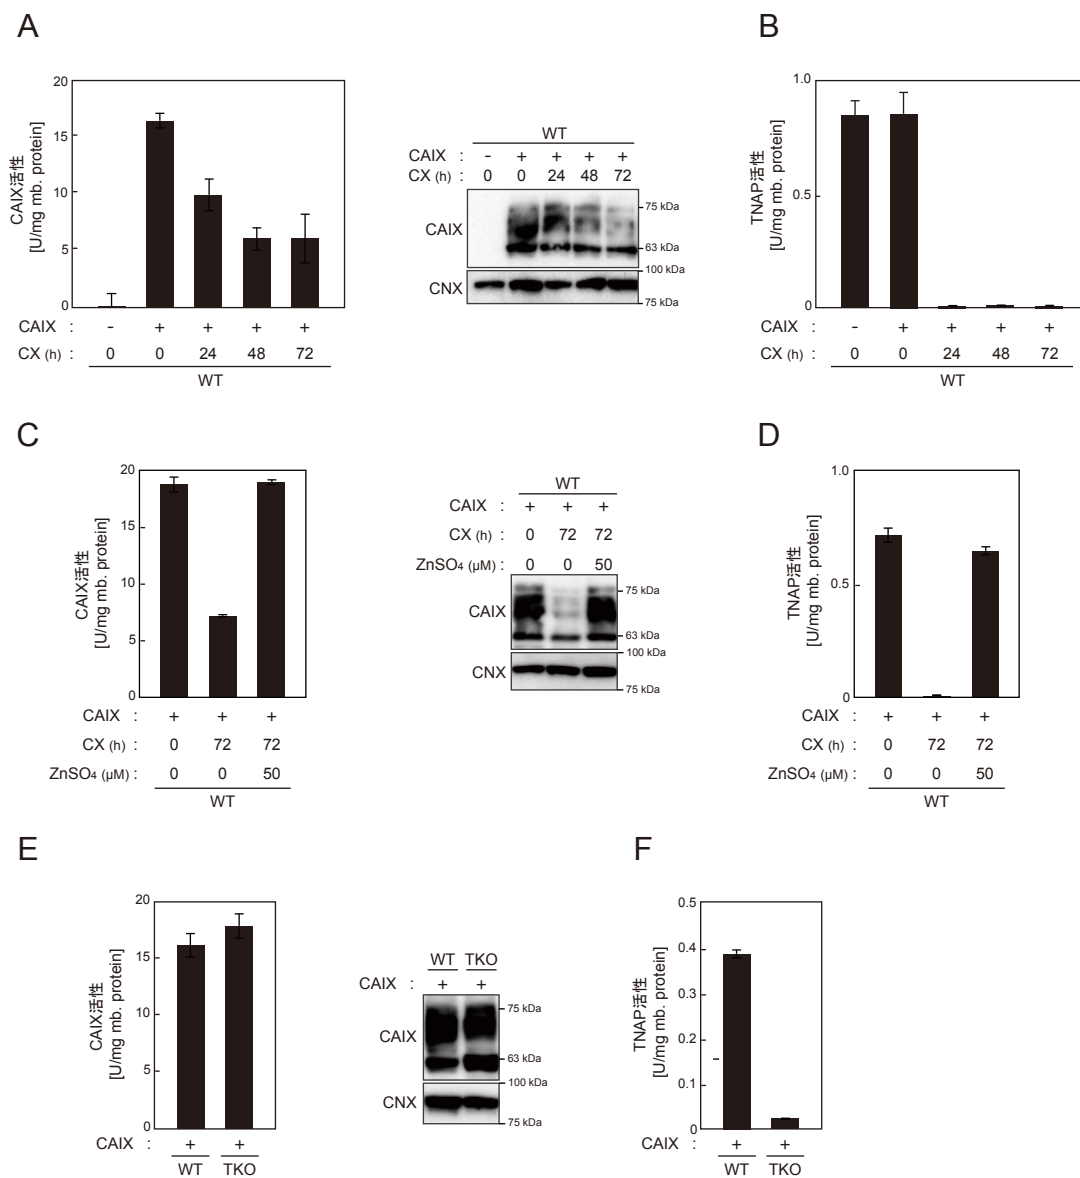 A
CAIX活性
[U/mg mb. protein]
20
15
10
5
0
CAIX : - + + + +
CX (h) : 0 0 24 48 72
WT
WT
CAIX : - + + + +
CX (h) : 0 0 24 48 72
CAIX
75 kDa
63 kDa
CNX
100 kDa
75 kDa
B
TNAP活性
[U/mg mb. protein]
1.0
0.5
0
CAIX : - + + + +
CX (h) : 0 0 24 48 72
WT
C
CAIX活性
[U/mg mb. protein]
20
15
10
5
0
CAIX : + + +
CX (h) : 0 72 72
ZnSO4 (µM) : 0 0 50
WT
WT
CAIX : + + +
CX (h) : 0 72 72
ZnSO4 (µM) : 0 0 50
CAIX
75 kDa
63 kDa
CNX
100 kDa
75 kDa
D
TNAP活性
[U/mg mb. protein]
1.0
0.5
0
CAIX : + + +
CX (h) : 0 72 72
ZnSO4 (µM) : 0 0 50
WT
E
CAIX活性
[U/mg mb. protein]
20
15
10
5
0
CAIX : + +
WT TKO
WT TKO
CAIX : + +
CAIX
75 kDa
63 kDa
CNX
100 kDa
75 kDa
F
TNAP活性
[U/mg mb. protein]
0.5
0.4
0.3
0.2
0.1
0
CAIX : + +
WT TKO